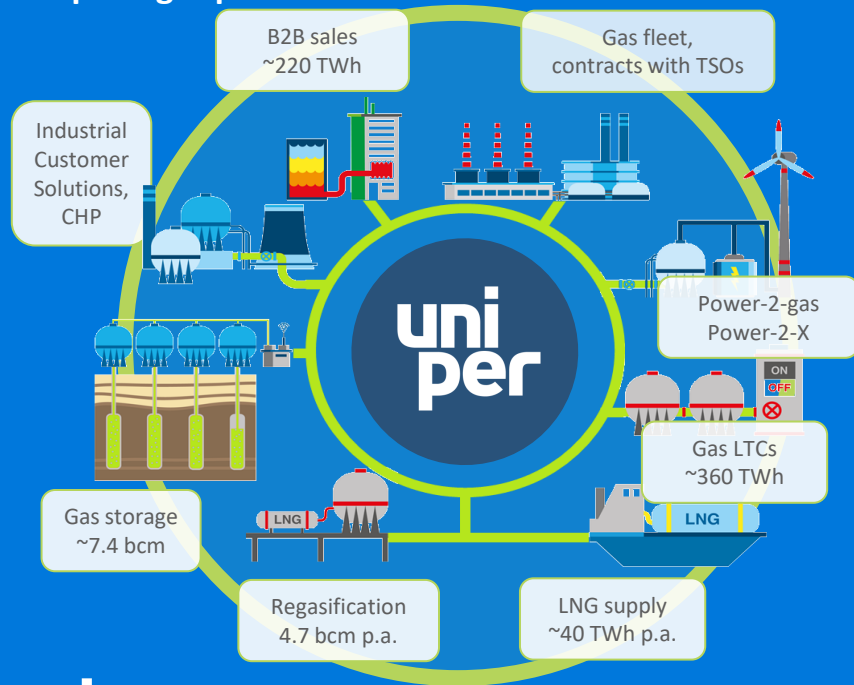 B2B sales
~220 TWh
Gas fleet,
contracts with TSOs
Industrial
Customer
Solutions,
CHP
uni
per
Power-2-gas
Power-2-X
ON
OFF
Gas LTCs
~360 TWh
Gas storage
~7.4 bcm
LNG
LNG
Regasification
4.7 bcm p.a.
LNG supply
~40 TWh p.a.